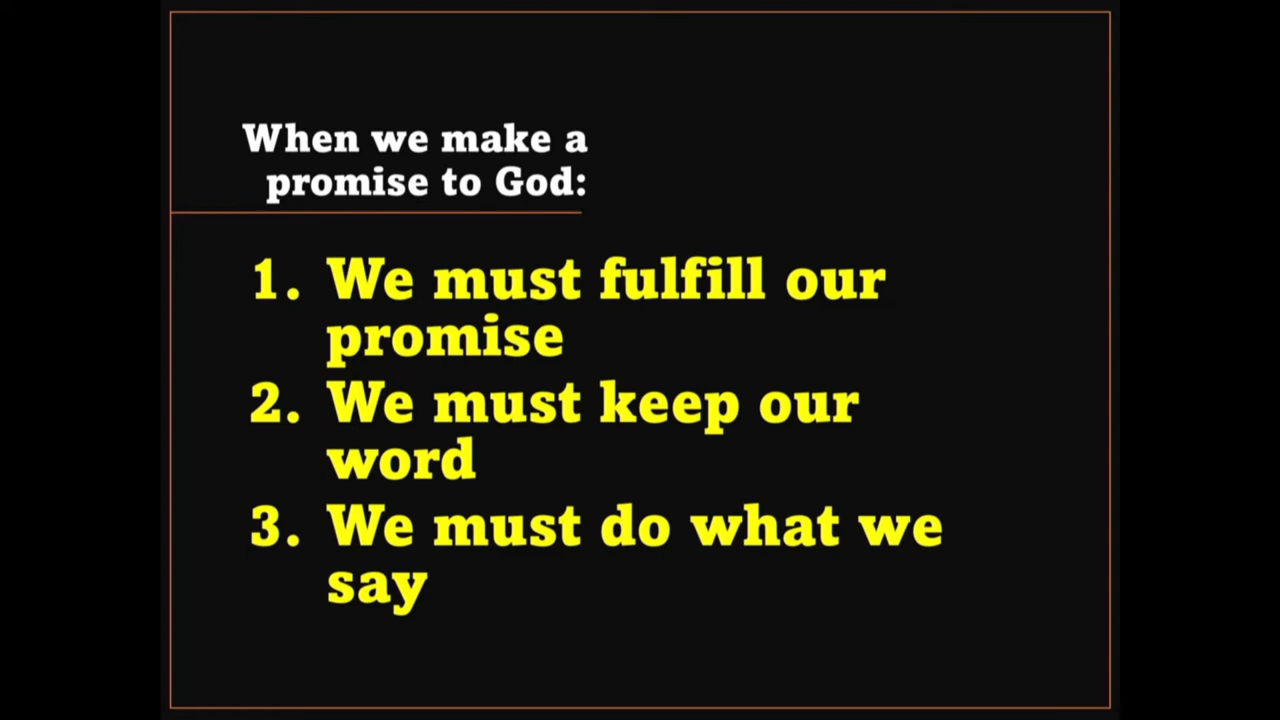 When we make a
promise to God:
1. We must fulfill our
promise
2. We must keep our
word
3. We must do what we
say